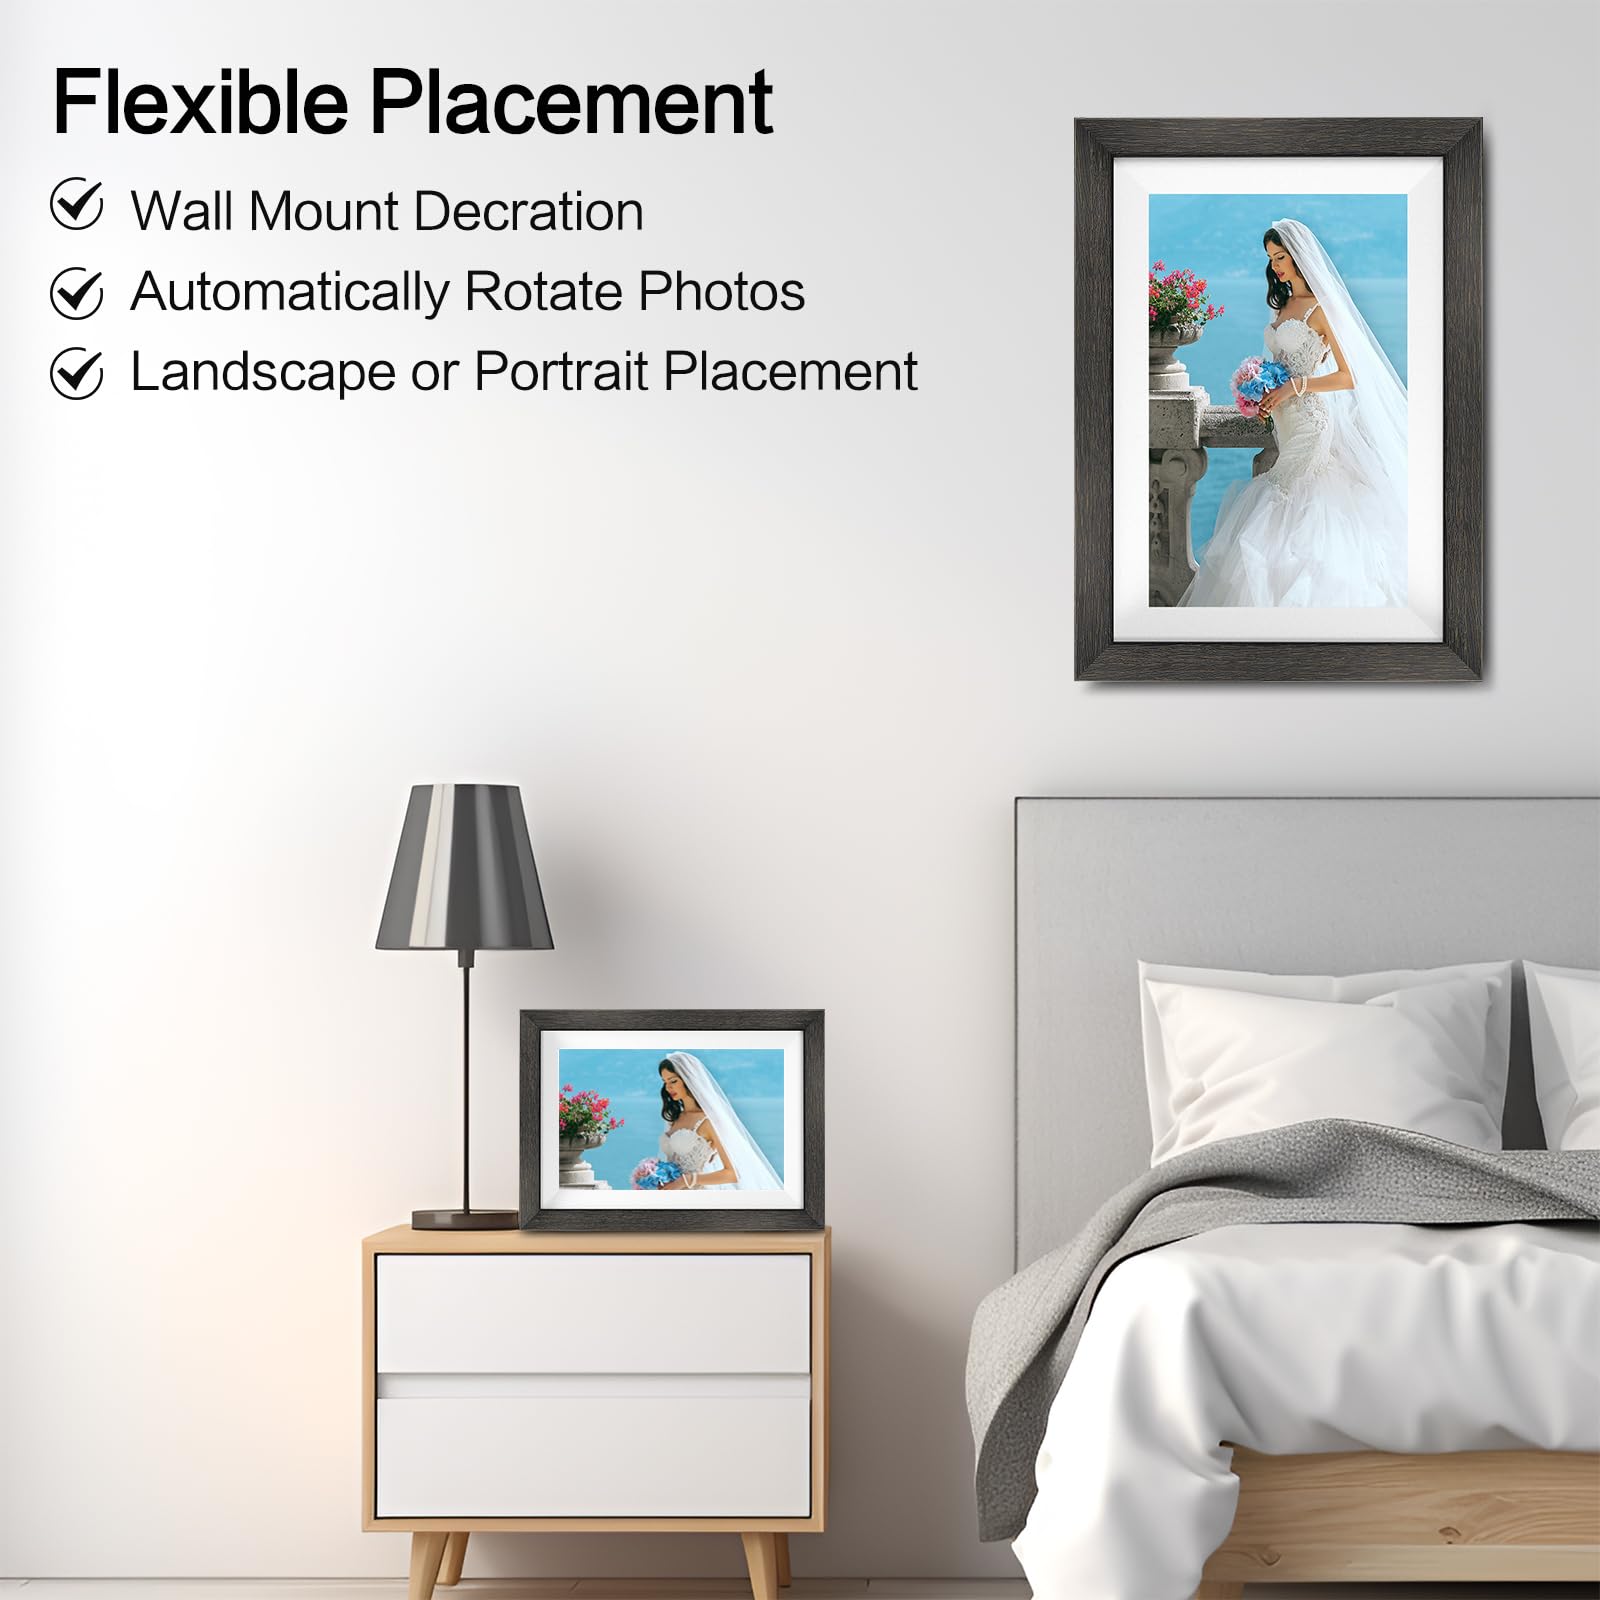 Flexible Placement
Wall Mount Decration
Automatically Rotate Photos
Landscape or Portrait Placement